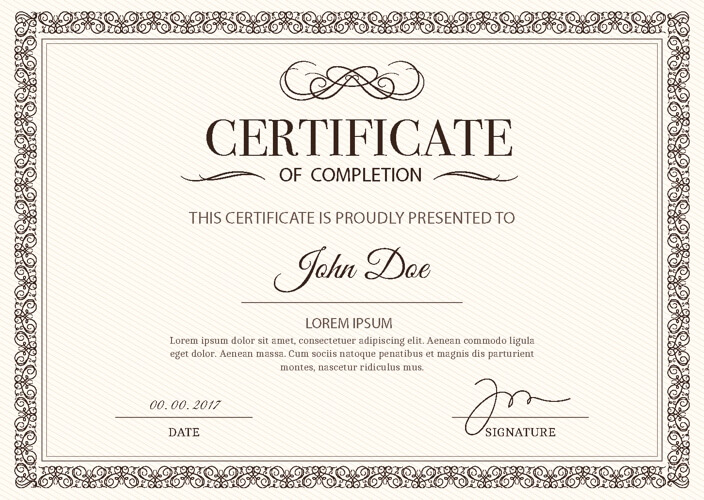 CERTIFICATE
OF COMPLETION
THIS CERTIFICATE IS PROUDLY PRESENTED TO
John Doe
LOREM IPSUM
Lorem ipsum dolor sit amet, consectetuer adipiscing elit. Aenean commodo ligula
eget dolor. Aenean massa. Cum sociis natoque penatibus et magnis dis parturient
montes, nascetur ridiculus mus.
00.00.2017
DATE
SIGNATURE